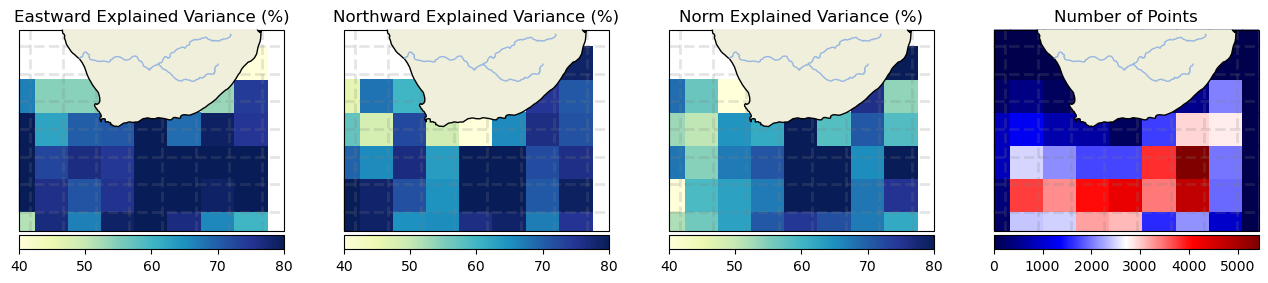 Eastward Explained Variance (%)
Northward Explained Variance (%)
Norm Explained Variance (%)
Number of Points
40 50 60 70 80
40 50 60 70 80
40 50 60 70 80
0 1000 2000 3000 4000 5000